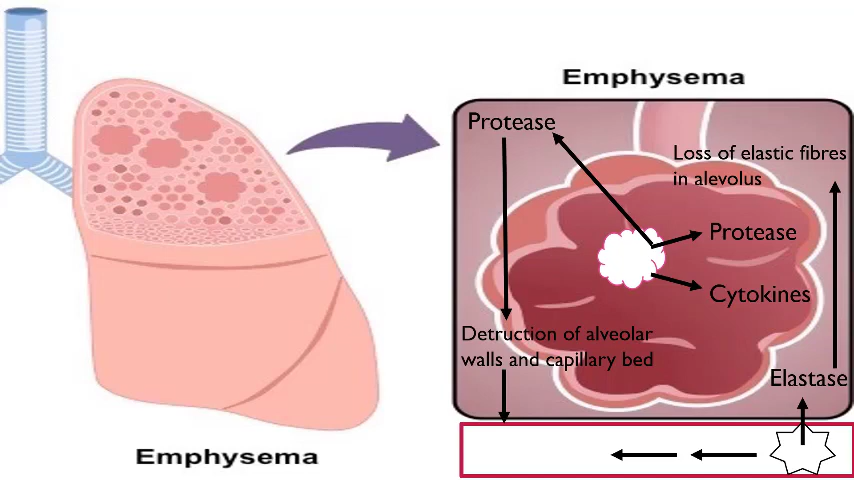 Emphysema
Protease
Loss of elastic fibres
in alevolus
Protease
Cytokines
Detruction of alveolar
walls and capillary bed
Elastase
Emphysema